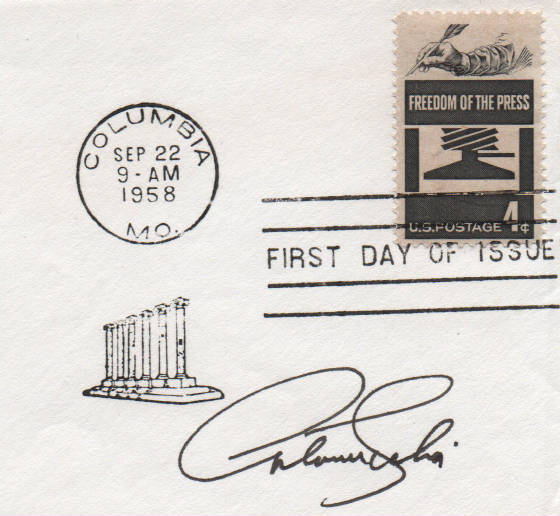 FREEDOM OF THE PRESS
U.S. POSTAGE 4¢
COLUMBIA
SEP 22
9-AM
1958
MO.
FIRST DAY OF ISSUE